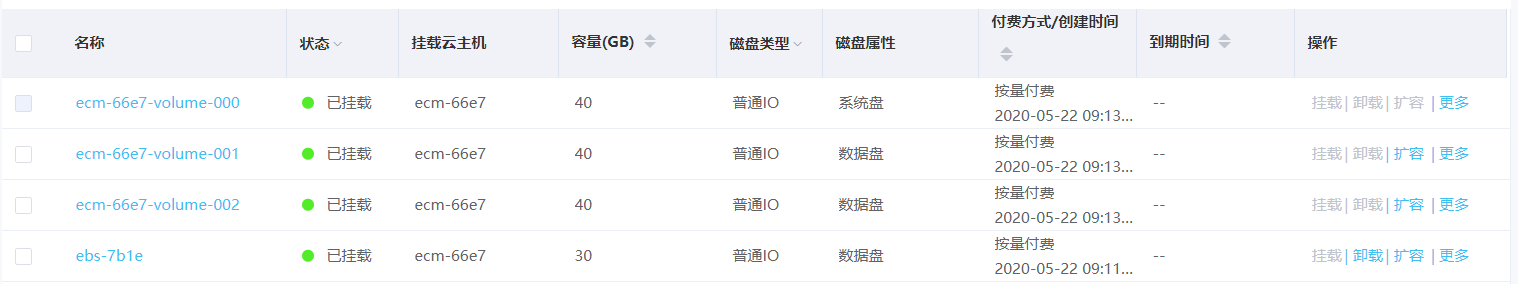 名称 状态 挂载云主机 容量(GB) 磁盘类型 磁盘属性 付费方式/创建时间 到期时间 操作
ecm-66e7-volume-000 已挂载 ecm-66e7 40 普通IO 系统盘 按量付费 -- 挂载| 卸载| 扩容 | 更多
2020-05-22 09:13...
ecm-66e7-volume-001 已挂载 ecm-66e7 40 普通IO 数据盘 按量付费 -- 挂载| 卸载| 扩容 | 更多
2020-05-22 09:13...
ecm-66e7-volume-002 已挂载 ecm-66e7 40 普通IO 数据盘 按量付费 -- 挂载| 卸载| 扩容 | 更多
2020-05-22 09:13...
ebs-7b1e 已挂载 ecm-66e7 30 普通IO 数据盘 按量付费 -- 挂载| 卸载| 扩容 | 更多
2020-05-22 09:11...